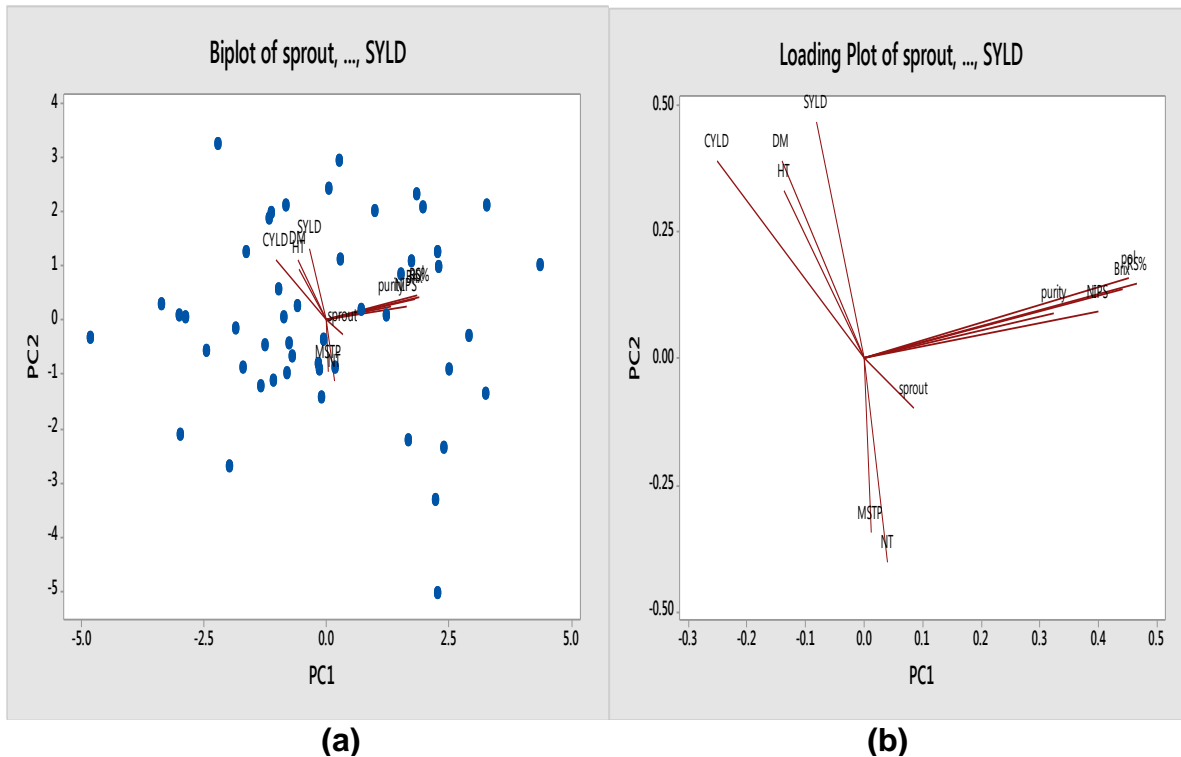 Biplot of sprout, ..., SYLD
4
3
2
1
0
-1
-2
-3
-4
-5
PC2
SYLD
CYLD
DM
HT
purity
NIPS
sprout
MSTP
NT
-5.0 -2.5 0.0 2.5 5.0
PC1
(a)
Loading Plot of sprout, ..., SYLD
0.50
0.25
0.00
-0.25
-0.50
PC2
SYLD
CYLD
DM
HT
pol
RS%
Brix
purity
NIPS
sprout
MSTP
NT
-0.3 -0.2 -0.1 0.0 0.1 0.2 0.3 0.4 0.5
PC1
(b)